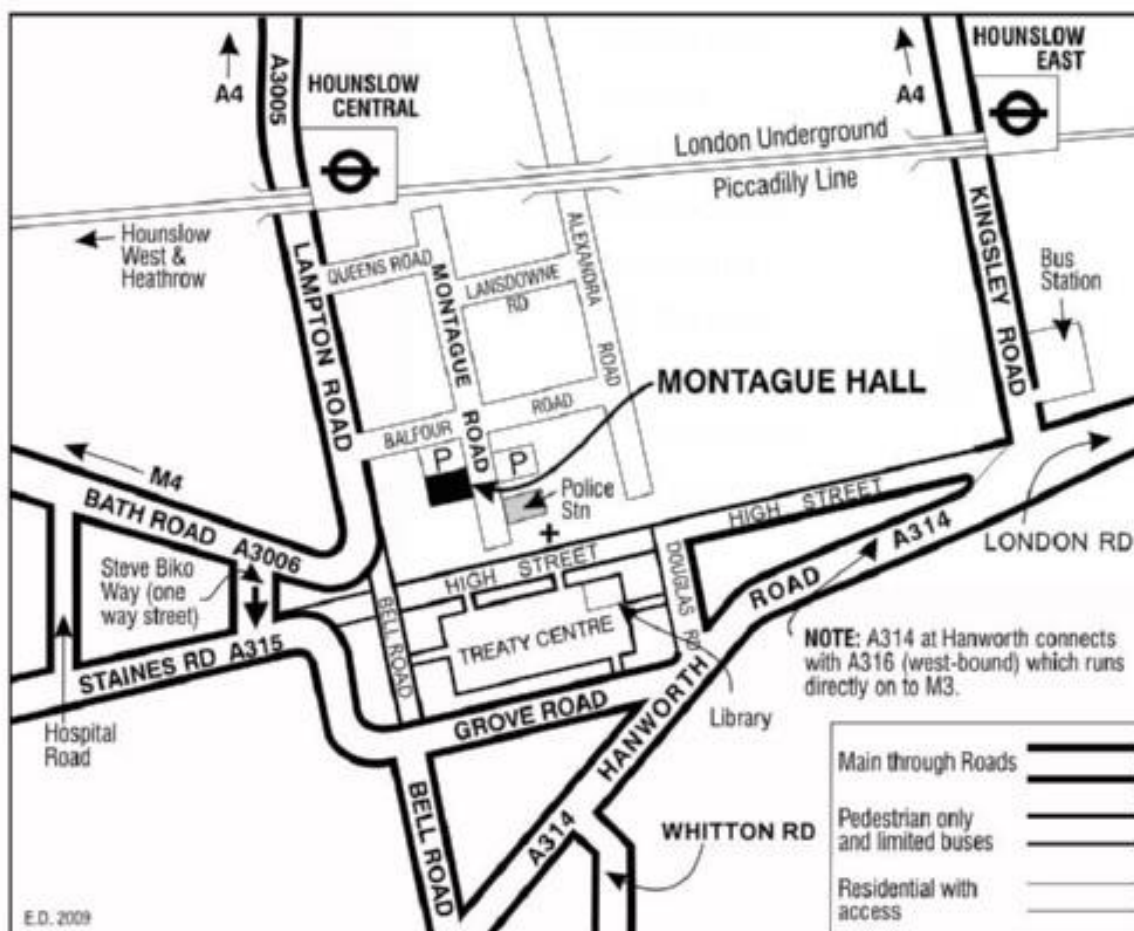 HOUNSLOW
CENTRAL
A4
A3005
HOUNSLOW
EAST
A4
London Underground
Piccadilly Line
Hounslow
West &
Heathrow
QUEENS ROAD
LANSDOWNE
RD
ALEXANDRA
ROAD
MONTAGUE
ROAD
LAMPTON ROAD
KINGSLEY ROAD
Bus
Station
MONTAGUE HALL
BALFOUR
ROAD
P
P
Police
Stn
M4
BATH ROAD A3006
Steve Biko
Way (one
way street)
STAINES RD A315
HIGH STREET
HIGH STREET
A314
LONDON RD
BELL ROAD
TREATY CENTRE
DOUGLAS RD
ROAD
NOTE: A314 at Hanworth connects
with A316 (west-bound) which runs
directly on to M3.
Hospital
Road
GROVE ROAD
HANWORTH
Library
BELL ROAD
A314
WHITTON RD
Main through Roads
Pedestrian only
and limited buses
Residential with
access
E.D. 2009